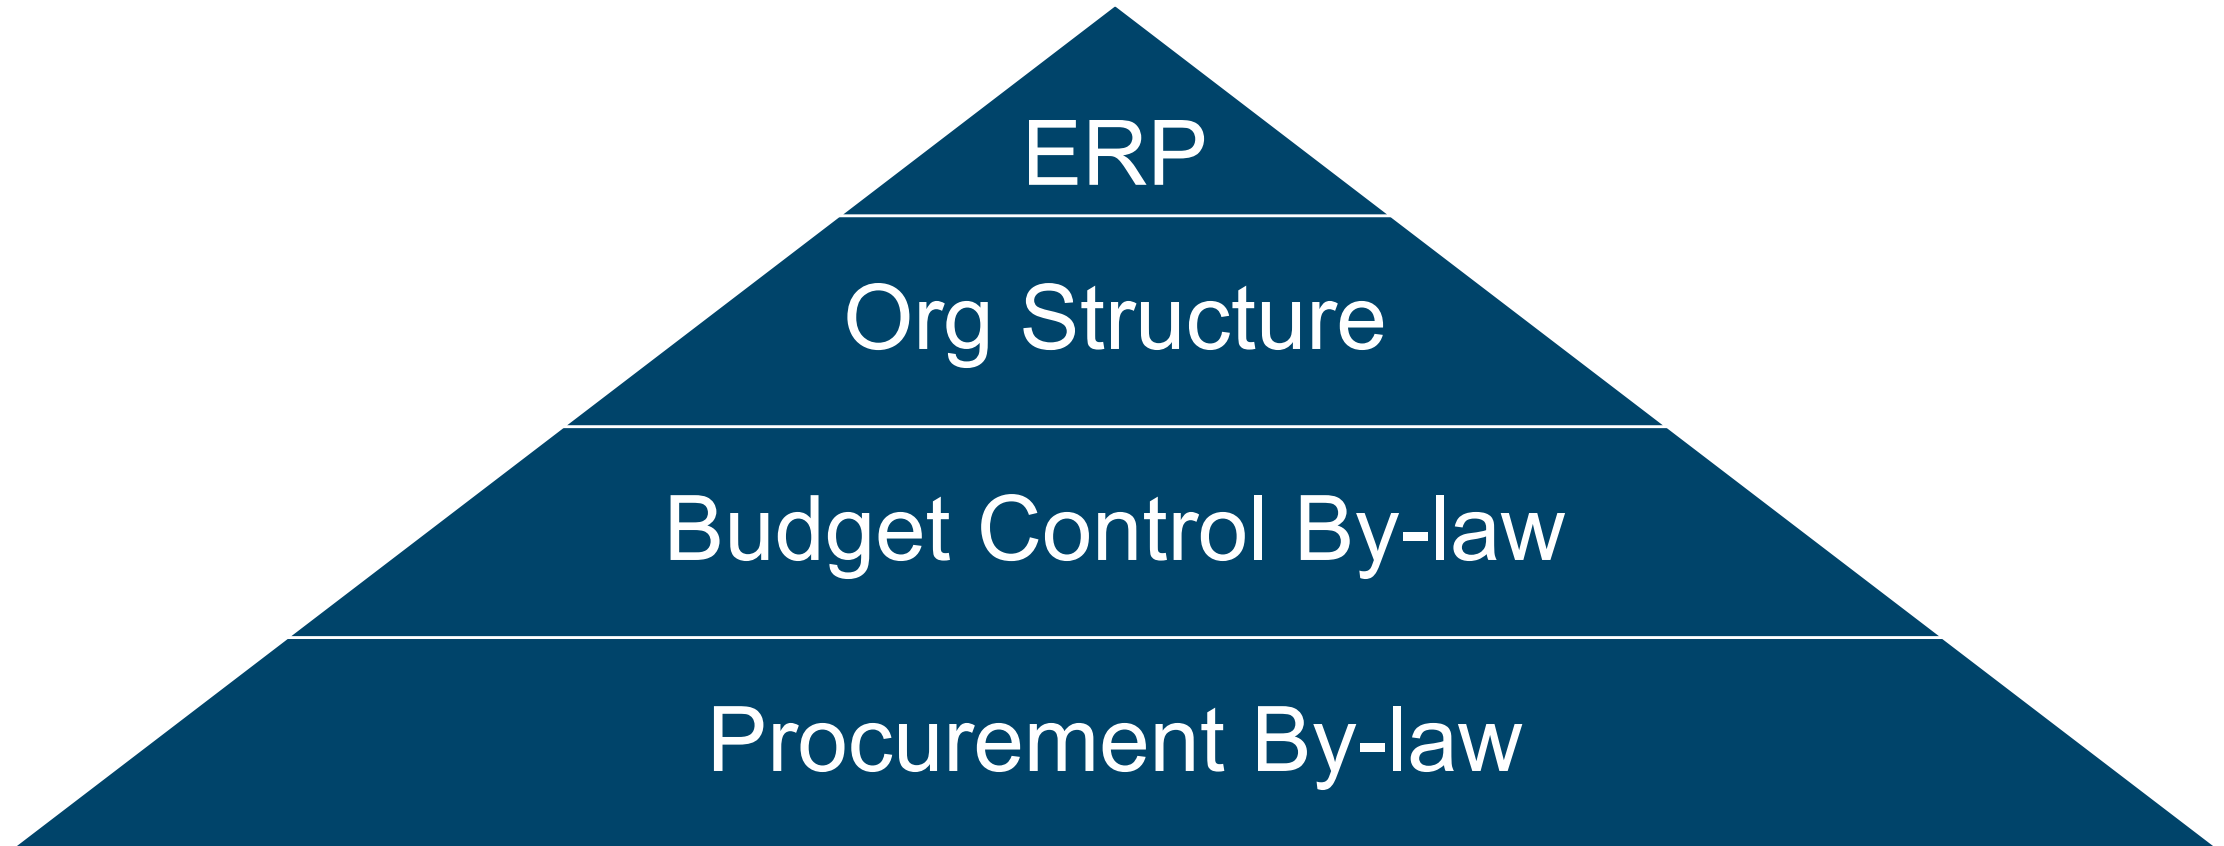 ERP
Org Structure
Budget Control By-law
Procurement By-law